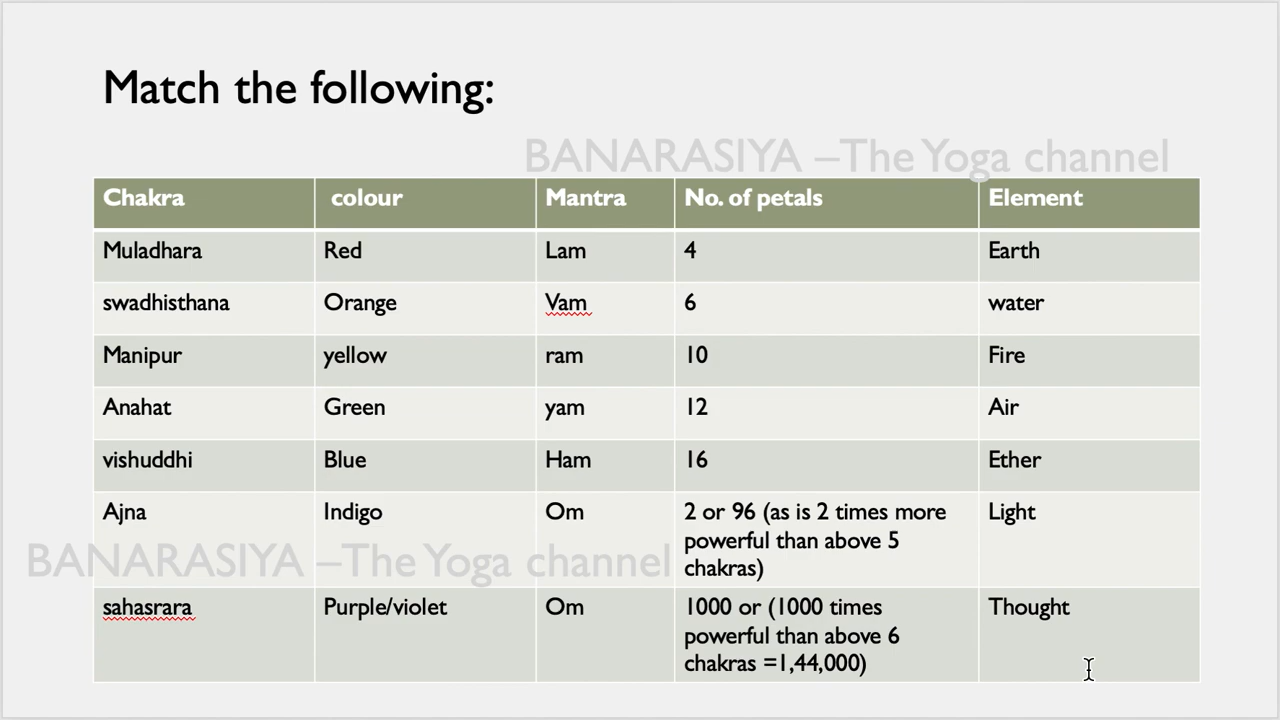 Match the following:
BANARASIYA –The Yoga channel
Chakra colour Mantra No. of petals Element
Muladhara Red Lam 4 Earth
swadhisthana Orange Vam 6 water
Manipur yellow ram 10 Fire
Anahat Green yam 12 Air
vishuddhi Blue Ham 16 Ether
Ajna Indigo Om 2 or 96 (as is 2 times more Light
powerful than above 5
chakras)
BANARASIYA –The Yoga channel
sahasrara Purple/violet Om 1000 or (1000 times Thought
powerful than above 6
chakras =1,44,000)